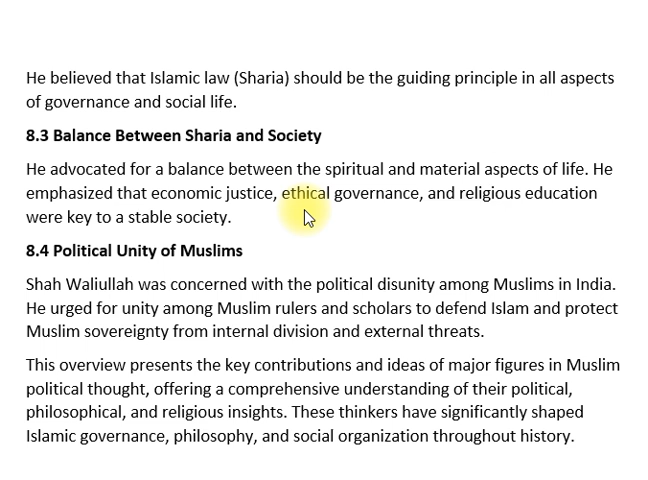 He believed that Islamic law (Sharia) should be the guiding principle in all aspects
of governance and social life.
8.3 Balance Between Sharia and Society
He advocated for a balance between the spiritual and material aspects of life. He
emphasized that economic justice, ethical governance, and religious education
were key to a stable society.
8.4 Political Unity of Muslims
Shah Waliullah was concerned with the political disunity among Muslims in India.
He urged for unity among Muslim rulers and scholars to defend Islam and protect
Muslim sovereignty from internal division and external threats.
This overview presents the key contributions and ideas of major figures in Muslim
political thought, offering a comprehensive understanding of their political,
philosophical, and religious insights. These thinkers have significantly shaped
Islamic governance, philosophy, and social organization throughout history.